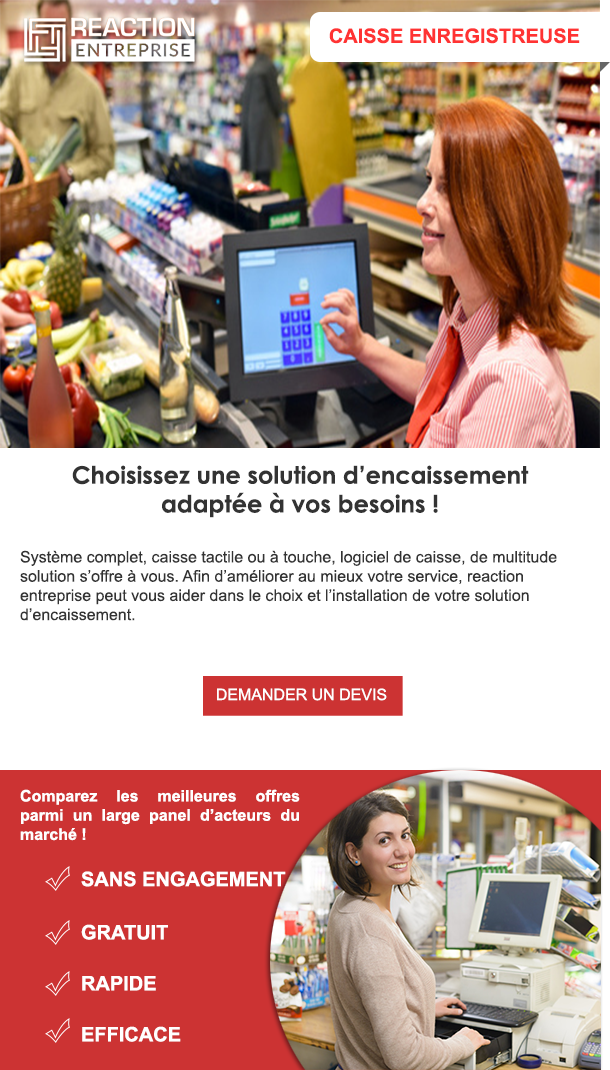 REACTION
ENTREPRISE
CAISSE ENREGISTREUSE
Choisissez une solution d'encaissement
adaptée à vos besoins !
Système complet, caisse tactile ou à touche, logiciel de caisse, de multitude
solution s'offre à vous. Afin d'améliorer au mieux votre service, reaction
entreprise peut vous aider dans le choix et l'installation de votre solution
d'encaissement.
DEMANDER UN DEVIS
Comparez les meilleures offres
parmi un large panel d'acteurs du
marché !
SANS ENGAGEMENT
GRATUIT
RAPIDE
EFFICACE